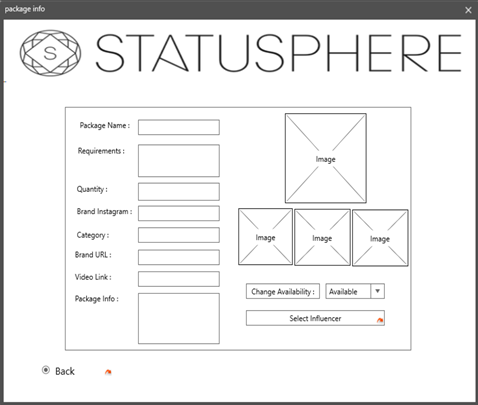 package info
S STATUSPHERE
Package Name :
Requirements :
Quantity :
Brand Instagram :
Category :
Brand URL :
Video Link :
Package Info :
Image
Image Image Image
Change Availability : Available
Select Influencer
Back